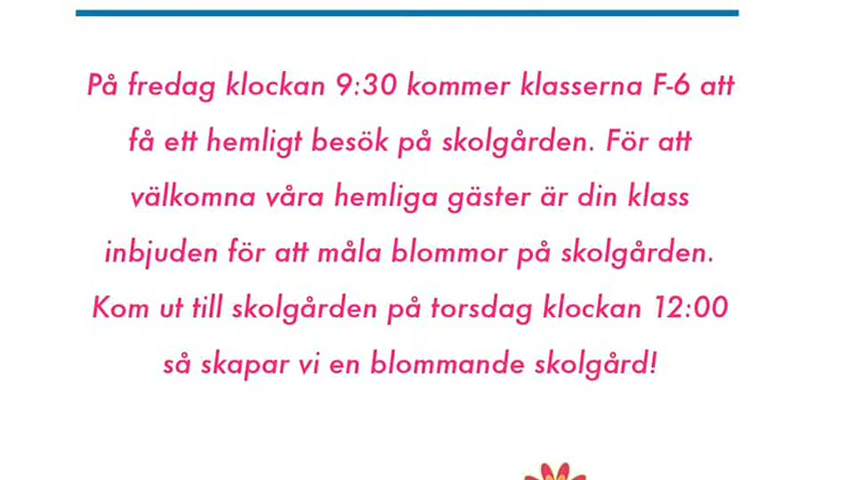 På fredag klockan 9:30 kommer klasserna F-6 att
få ett hemligt besök på skolgården. För att
välkomna våra hemliga gäster är din klass
inbjuden för att måla blommor på skolgården.
Kom ut till skolgården på torsdag klockan 12:00
så skapar vi en blommande skolgård!